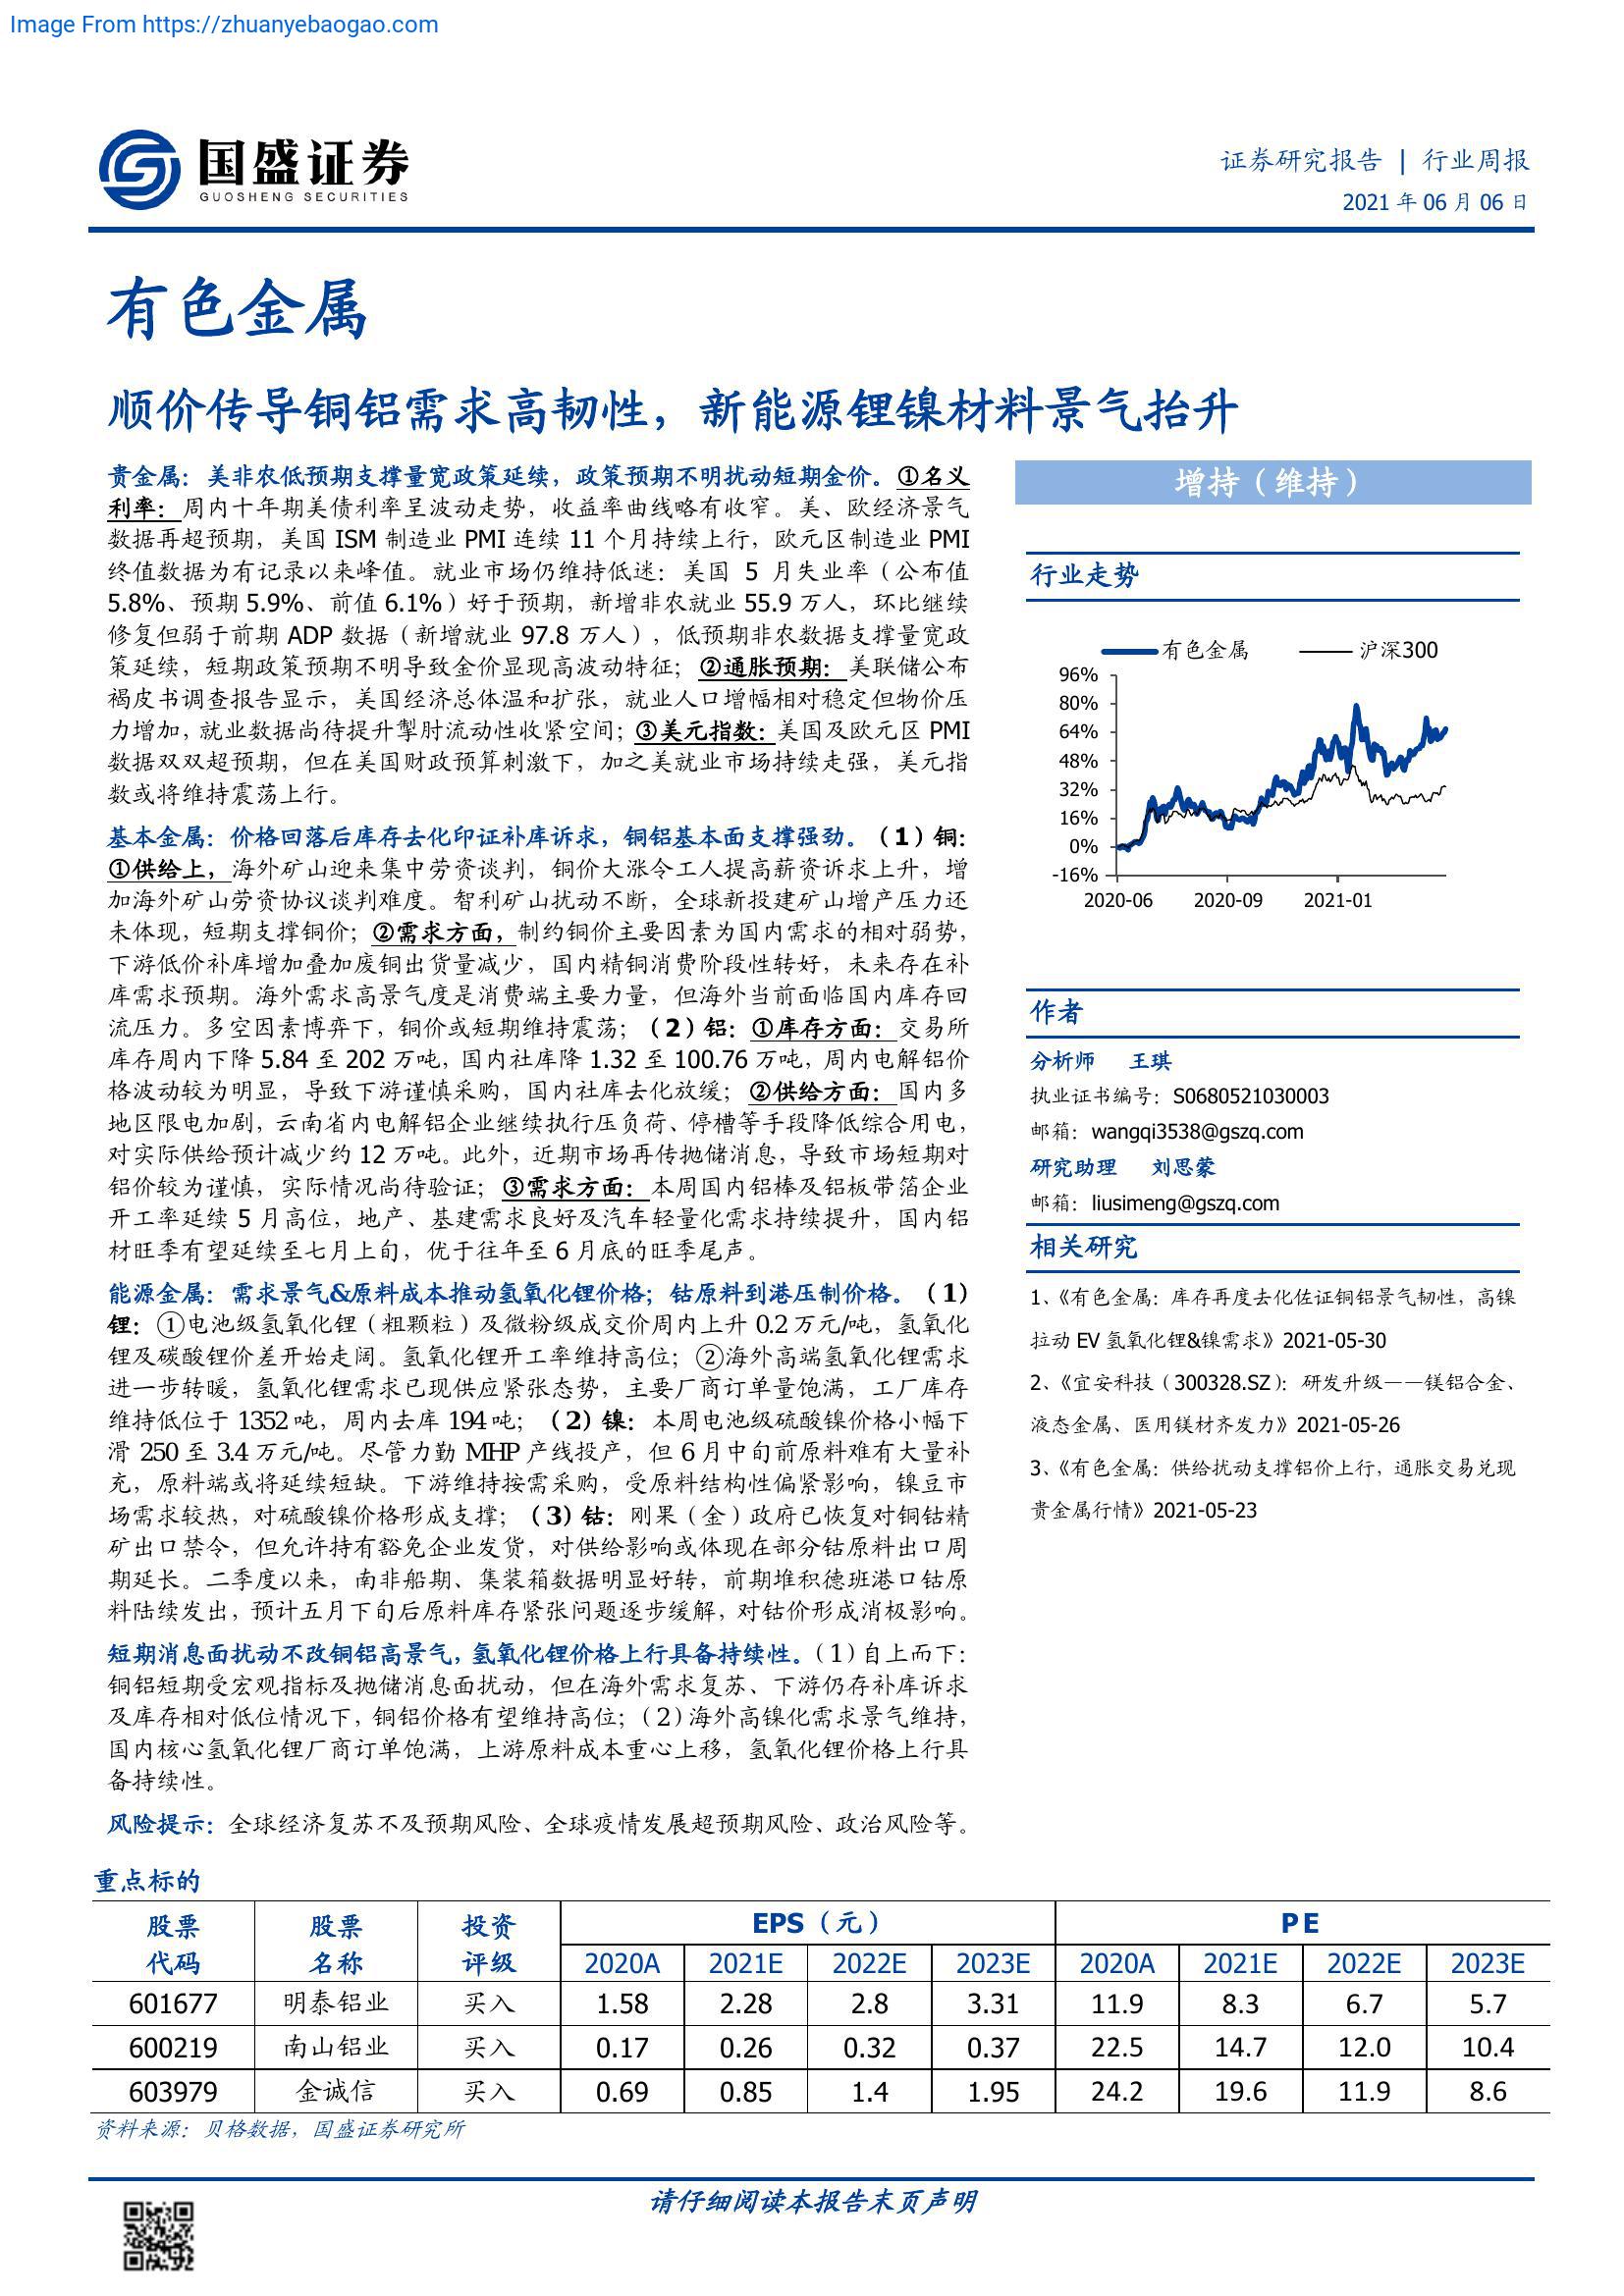 Image From https://zhuanyebaogao.com
国盛证券
GUOSHENG SECURITIES
证券研究报告 | 行业周报
2021 年 06 月 06 日
有色金属
顺价传导铜铝需求高韧性，新能源锂镍材料景气抬升
贵金属：美非农低预期支撑量宽政策延续，政策预期不明扰动短期金价。①名义
利率：周内十年期美债利率呈波动走势，收益率曲线略有收窄。美、欧经济景气
数据再超预期，美国 ISM 制造业 PMI 连续 11 个月持续上行，欧元区制造业 PMI
终值数据为有记录以来峰值。就业市场仍维持低迷：美国 5 月失业率（公布值
5.8%、预期 5.9%、前值 6.1%）好于预期，新增非农就业 55.9 万人，环比继续
修复但弱于前期 ADP 数据（新增就业 97.8 万人），低预期非农数据支撑量宽政
策延续，短期政策预期不明导致金价显现高波动特征；②通胀预期：美联储公布
褐皮书调查报告显示，美国经济总体温和扩张，就业人口增幅相对稳定但物价压
力增加，就业数据尚待提升掣肘流动性收紧空间；③美元指数：美国及欧元区 PMI
数据双双超预期，但在美国财政预算刺激下，加之美就业市场持续走强，美元指
数或将维持震荡上行。
基本金属：价格回落后库存去化印证补库诉求，铜铝基本面支撑强劲。（1）铜：
①供给上，海外矿山迎来集中劳资谈判，铜价大涨令工人提高薪资诉求上升，增
加海外矿山劳资协议谈判难度。智利矿山扰动不断，全球新投建矿山增产压力还
未体现，短期支撑铜价；②需求方面，制约铜价主要因素为国内需求的相对弱势，
下游低价补库增加叠加废铜出货量减少，国内精铜消费阶段性转好，未来存在补
库需求预期。海外需求高景气度是消费端主要力量，但海外当前面临国内库存回
流压力。多空因素博弈下，铜价或短期维持震荡；（2）铝：①库存方面：交易所
库存周内下降 5.84 至 202 万吨，国内社库降 1.32 至 100.76 万吨，周内电解铝价
格波动较为明显，导致下游谨慎采购，国内社库去化放缓；②供给方面：国内多
地区限电加剧，云南省内电解铝企业继续执行压负荷、停槽等手段降低综合用电，
对实际供给预计减少约 12 万吨。此外，近期市场再传抛储消息，导致市场短期对
铝价较为谨慎，实际情况尚待验证；③需求方面：本周国内铝棒及铝板带箔企业
开工率延续 5 月高位，地产、基建需求良好及汽车轻量化需求持续提升，国内铝
材旺季有望延续至七月上旬，优于往年至 6 月底的旺季尾声。
能源金属：需求景气&原料成本推动氢氧化锂价格；钴原料到港压制价格。（1）
锂：①电池级氢氧化锂（粗颗粒）及微粉级成交价周内上升 0.2 万元/吨，氢氧化
锂及碳酸锂价差开始走阔。氢氧化锂开工率维持高位；②海外高端氢氧化锂需求
进一步转暖，氢氧化锂需求已现供应紧张态势，主要厂商订单量饱满，工厂库存
维持低位于 1352 吨，周内去库 194 吨；（2）镍：本周电池级硫酸镍价格小幅下
滑 250 至 3.4 万元/吨。尽管力勤 MHP 产线投产，但 6 月中旬前原料难有大量补
充，原料端或将延续短缺。下游维持按需采购，受原料结构性偏紧影响，镍豆市
场需求较热，对硫酸镍价格形成支撑；（3）钴：刚果（金）政府已恢复对铜钴精
矿出口禁令，但允许持有豁免企业发货，对供给影响或体现在部分钴原料出口周
期延长。二季度以来，南非船期、集装箱数据明显好转，前期堆积德班港口钴原
料陆续发出，预计五月下旬后原料库存紧张问题逐步缓解，对钴价形成消极影响。
短期消息面扰动不改铜铝高景气，氢氧化锂价格上行具备持续性。（1）自上而下：
铜铝短期受宏观指标及抛储消息面扰动，但在海外需求复苏、下游仍存补库诉求
及库存相对低位情况下，铜铝价格有望维持高位；（2）海外高镍化需求景气维持，
国内核心氢氧化锂厂商订单饱满，上游原料成本重心上移，氢氧化锂价格上行具
备持续性。
风险提示：全球经济复苏不及预期风险、全球疫情发展超预期风险、政治风险等。
增持（维持）
行业走势
有色金属 沪深300
96%
80%
64%
48%
32%
16%
0%
-16%
2020-06 2020-09 2021-01
作者
分析师 王琪
执业证书编号：S0680521030003
邮箱：wangqi3538@gszq.com
研究助理 刘思蒙
邮箱：liusimeng@gszq.com
相关研究
1、《有色金属：库存再度去化佐证铜铝景气韧性，高镍
拉动 EV 氢氧化锂&镍需求》2021-05-30
2、《宜安科技（300328.SZ）：研发升级——镁铝合金、
液态金属、医用镁材齐发力》2021-05-26
3、《有色金属：供给扰动支撑铝价上行，通胀交易兑现
贵金属行情》2021-05-23
重点标的
股票 股票 投资 EPS（元） PE
代码 名称 评级 2020A 2021E 2022E 2023E 2020A 2021E 2022E 2023E
601677 明泰铝业 买入 1.58 2.28 2.8 3.31 11.9 8.3 6.7 5.7
600219 南山铝业 买入 0.17 0.26 0.32 0.37 22.5 14.7 12.0 10.4
603979 金诚信 买入 0.69 0.85 1.4 1.95 24.2 19.6 11.9 8.6
资料来源：贝格数据，国盛证券研究所
请仔细阅读本报告末页声明